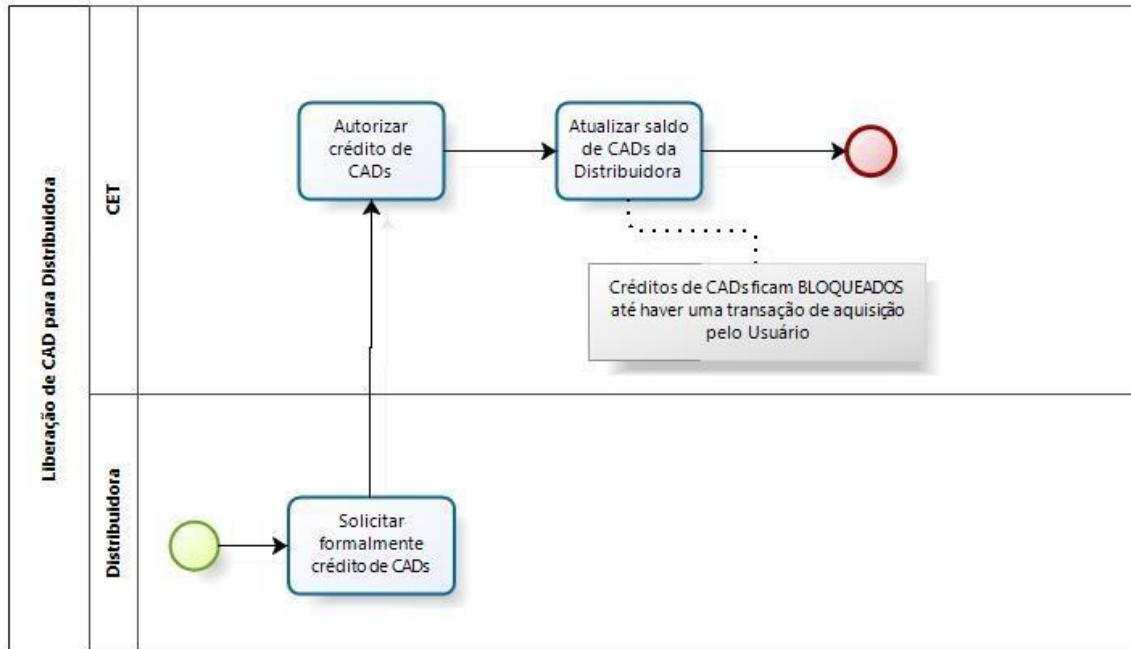 Liberação de CAD para Distribuidora
CET
Autorizar
crédito de
CADs
Atualizar saldo
de CADs da
Distribuidora
Créditos de CADs ficam BLOQUEADOS
até haver uma transação de aquisição
pelo Usuário
Distribuidora
Solicitar
formalmente
crédito de CADs